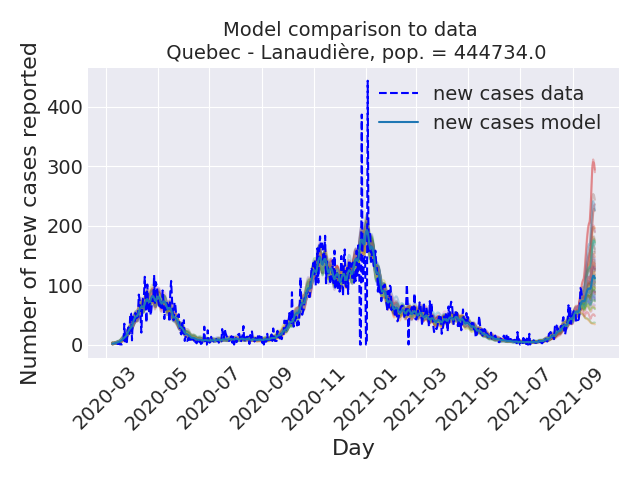 Model comparison to data
Quebec - Lanaudière, pop. = 444734.0
Number of new cases reported
400
300
200
100
0
new cases data
new cases model
2020-03
2020-05
2020-07
2020-09
2020-11
2021-01
2021-03
2021-05
2021-07
2021-09
Day